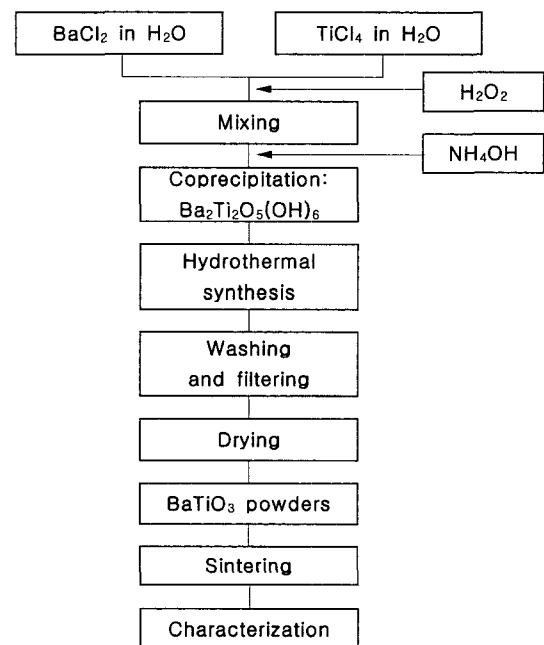 BaCl₂ in H₂O
TiCl₄ in H₂O
H₂O₂
Mixing
NH₄OH
Coprecipitation:
Ba₂Ti₂O₅(OH)₆
Hydrothermal
synthesis
Washing
and filtering
Drying
BaTiO₃ powders
Sintering
Characterization